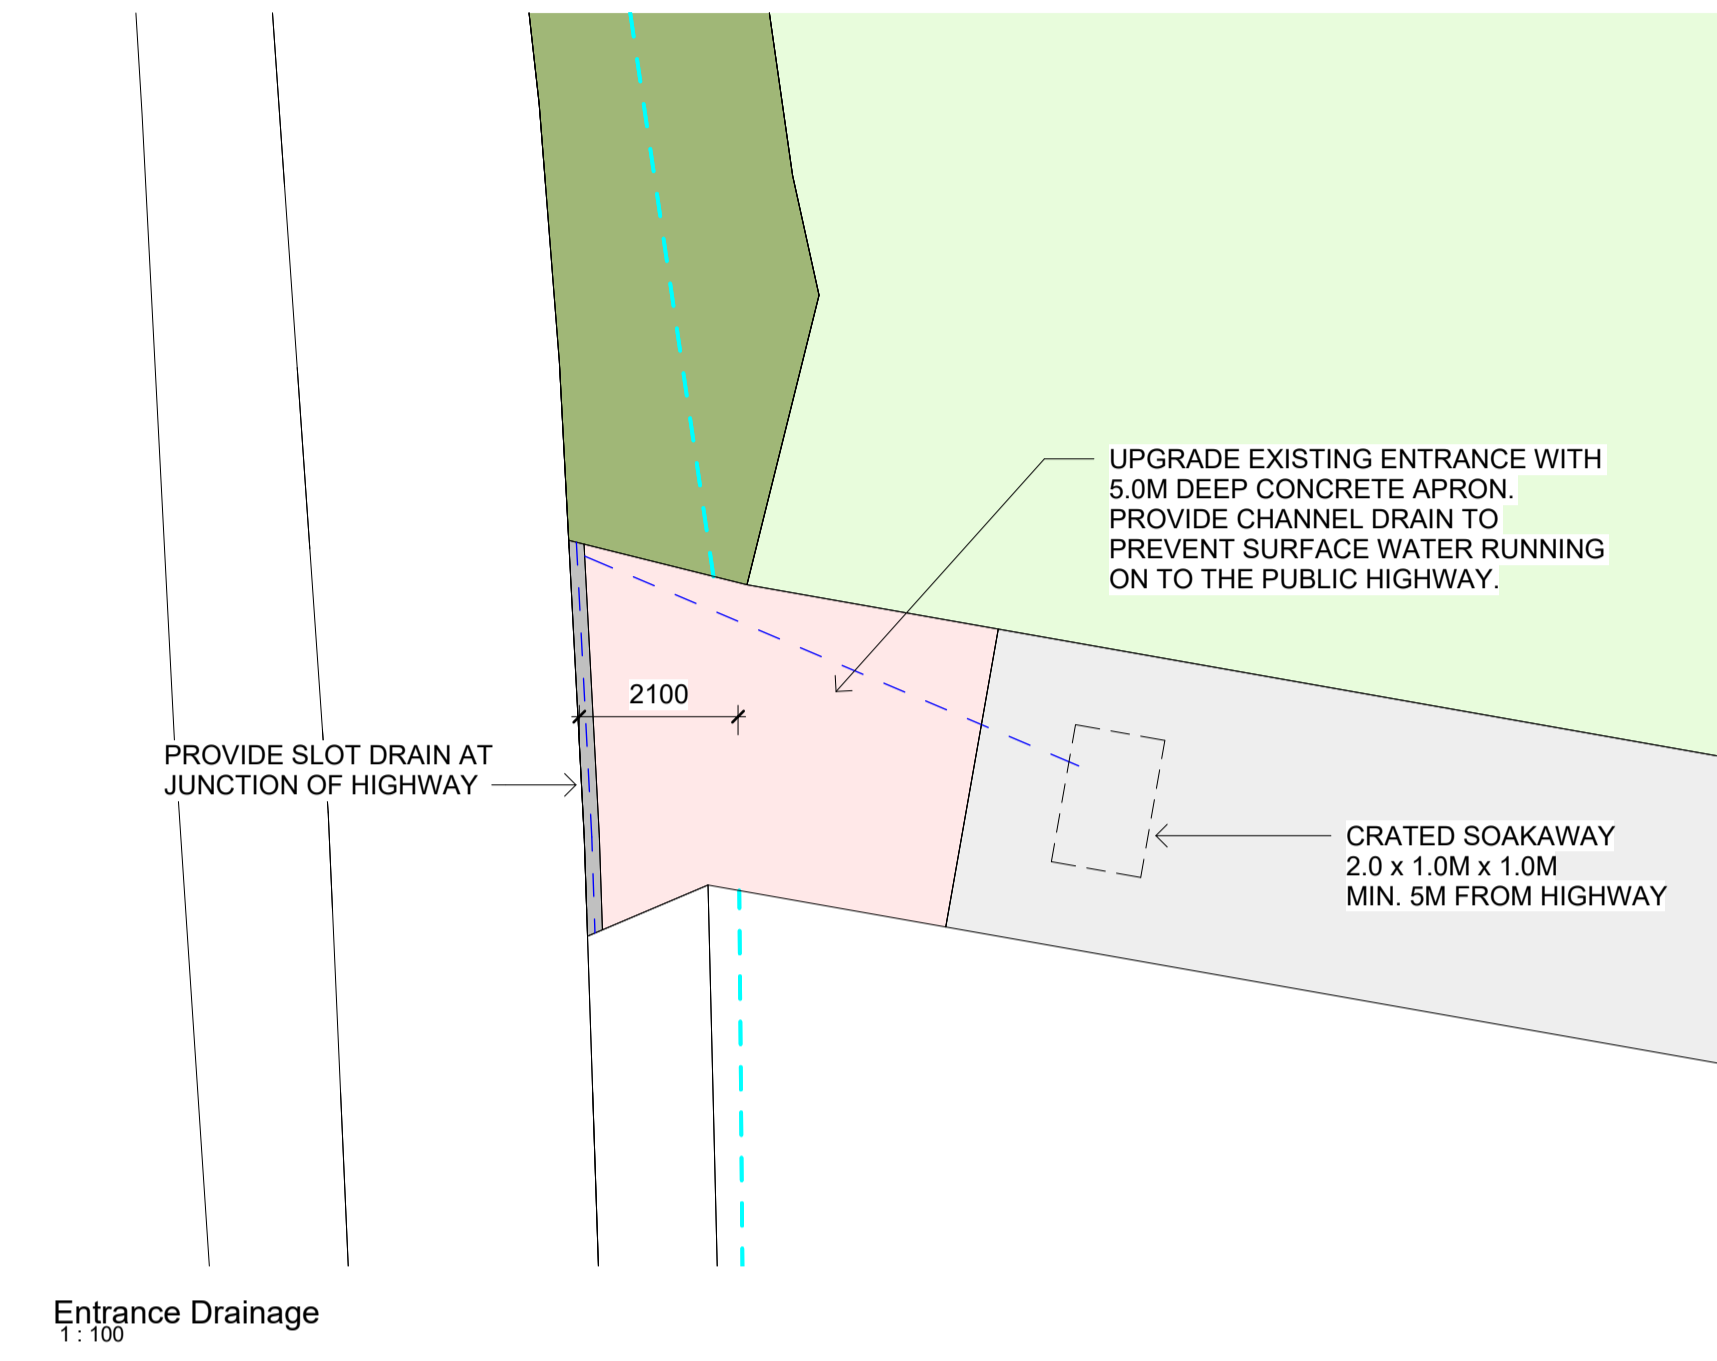 UPGRADE EXISTING ENTRANCE WITH
5.0M DEEP CONCRETE APRON.
PROVIDE CHANNEL DRAIN TO
PREVENT SURFACE WATER RUNNING
ON TO THE PUBLIC HIGHWAY.
2100
PROVIDE SLOT DRAIN AT
JUNCTION OF HIGHWAY
CRATED SOAKAWAY
2.0 x 1.0M x 1.0M
MIN. 5M FROM HIGHWAY
Entrance Drainage
1 : 100